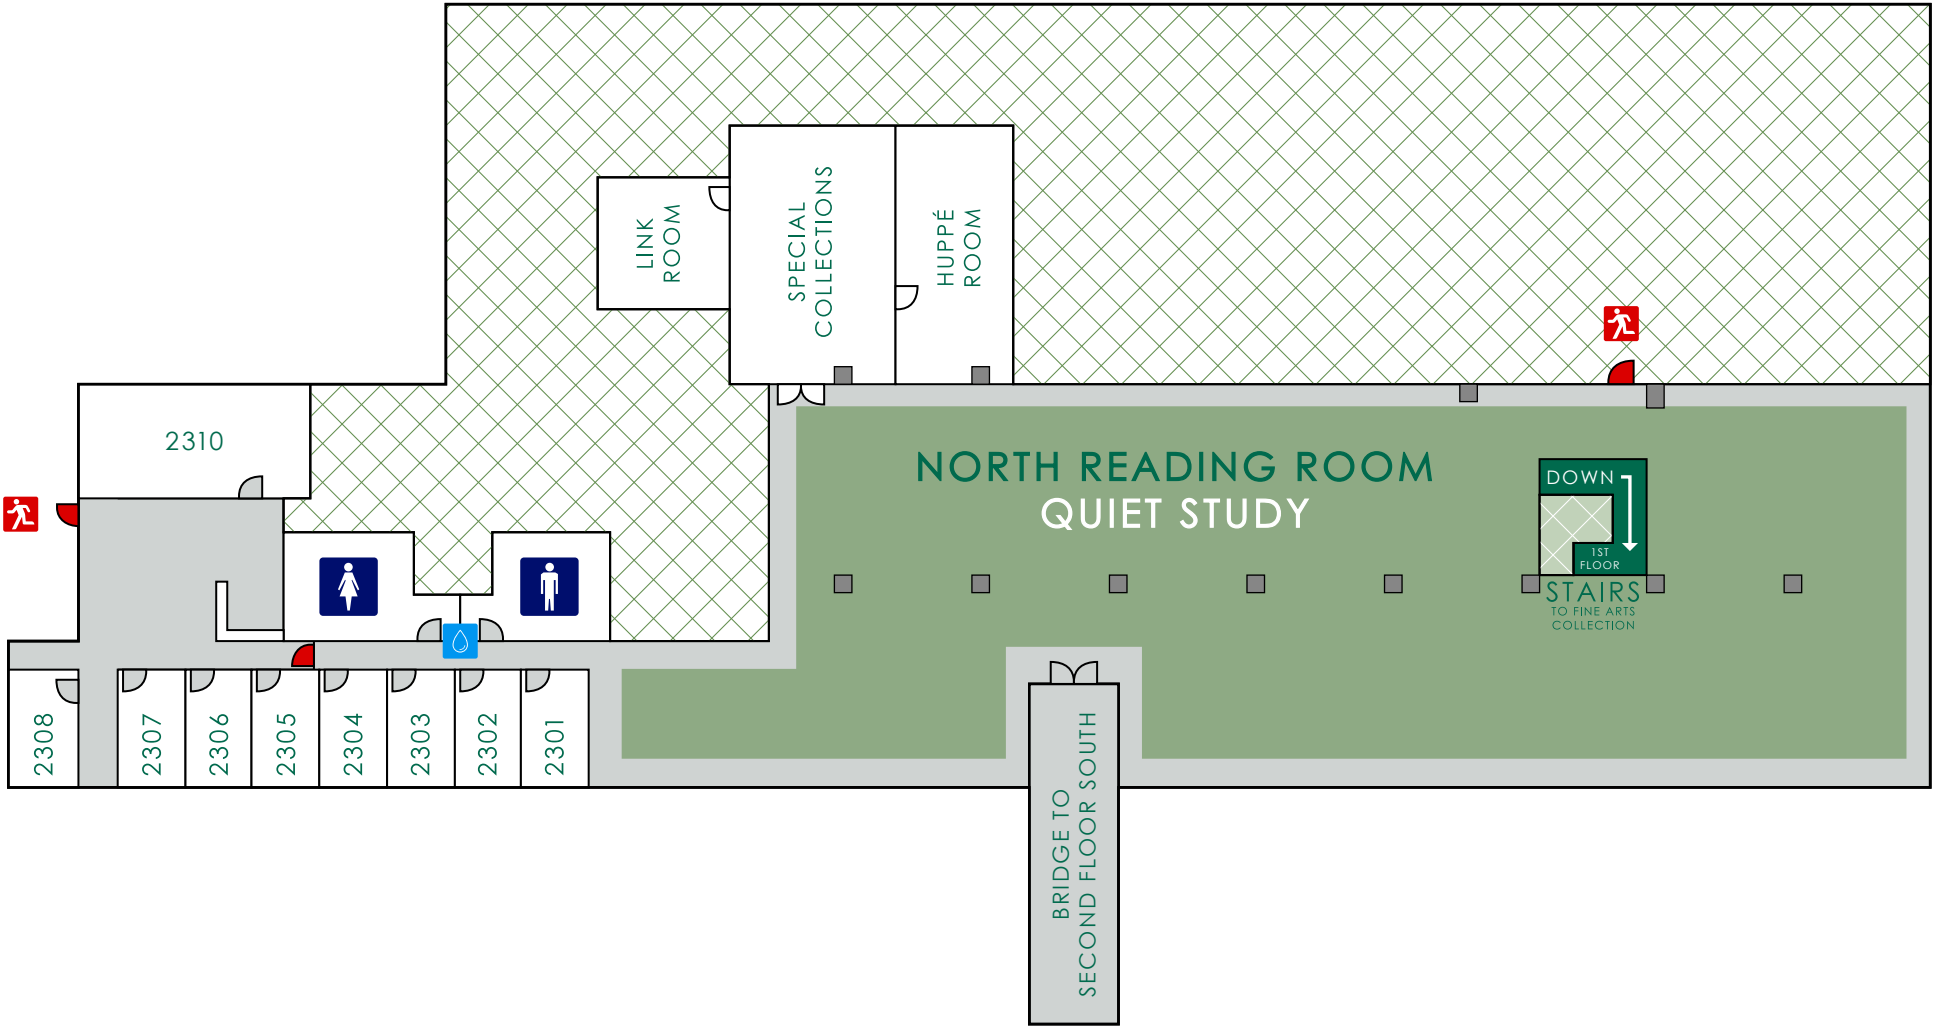 LINK
ROOM
SPECIAL
COLLECTIONS
HUPPÉ
ROOM
2310
NORTH READING ROOM
QUIET STUDY
DOWN
1ST
FLOOR
STAIRS
TO FINE ARTS
COLLECTION
2308
2307
2306
2305
2304
2303
2302
2301
BRIDGE TO
SECOND FLOOR SOUTH